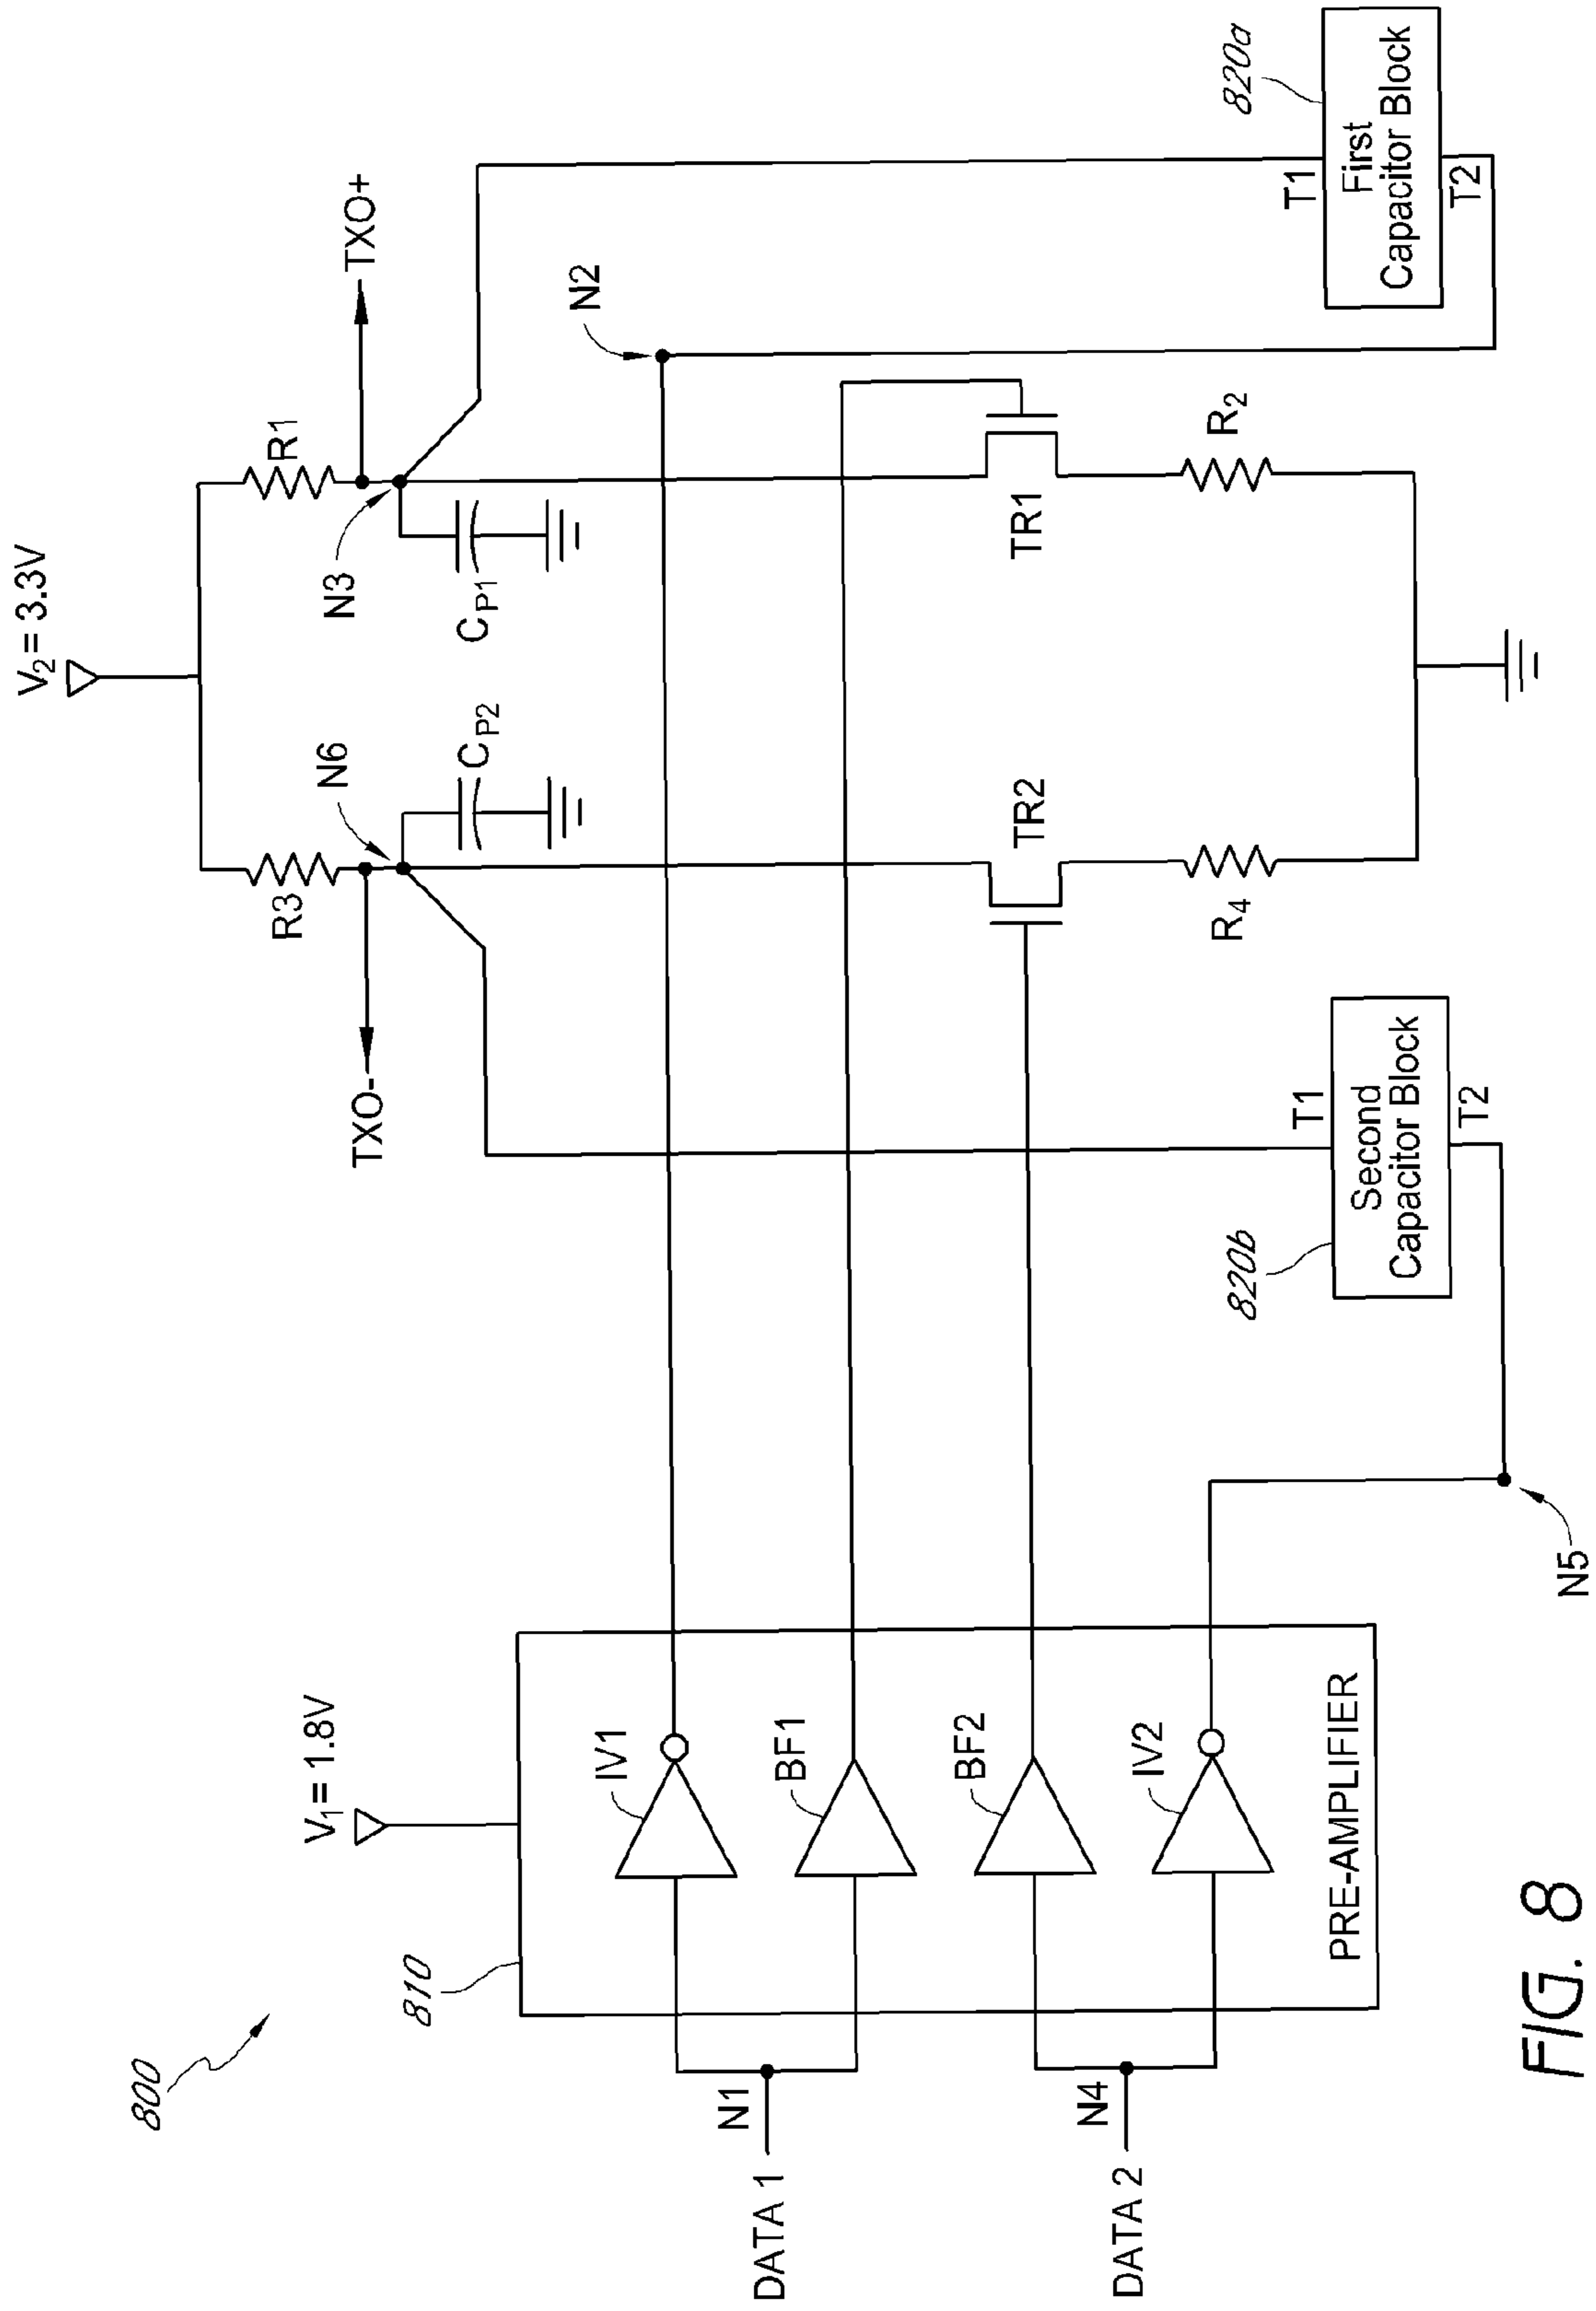 800
V₂ = 3.3V
R3
R1
TXO-
TXO+
N6
N3
C_P2
C_P1
N2
V₁ = 1.8V
810
IV1
BF1
BF2
IV2
PRE-AMPLIFIER
N1
DATA 1
N4
DATA 2
TR2
TR1
R₄
R₂
820b
T1
Second
Capacitor Block
T2
820a
T1
First
Capacitor Block
T2
N5
FIG. 8